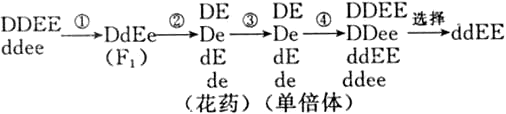 DDEE ① DdEe ② DE ③ DE ④ DDEE 选择 ddEE
ddee (F₁) De De DDee
dE dE ddEE
de de ddee
(花药) (单倍体)